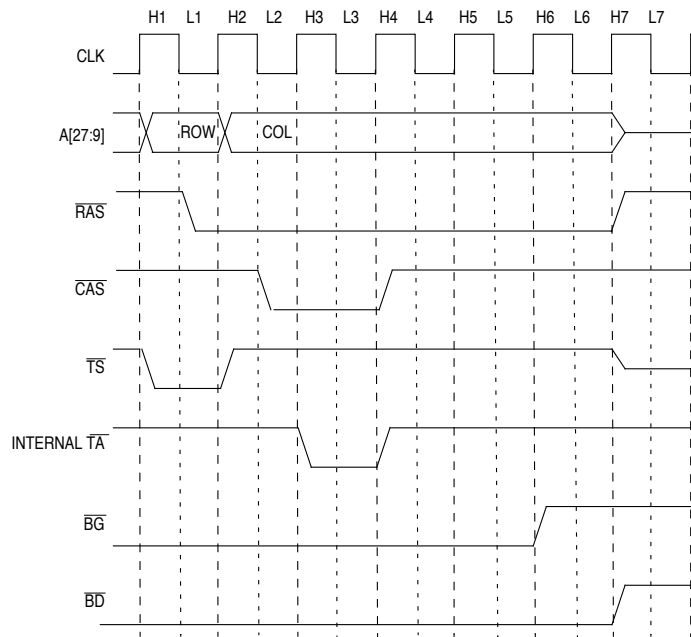 H1 L1 H2 L2 H3 L3 H4 L4 H5 L5 H6 L6 H7 L7
CLK
A[27:9] ROW COL
RAS
CAS
TS
INTERNAL TA
BG
BD